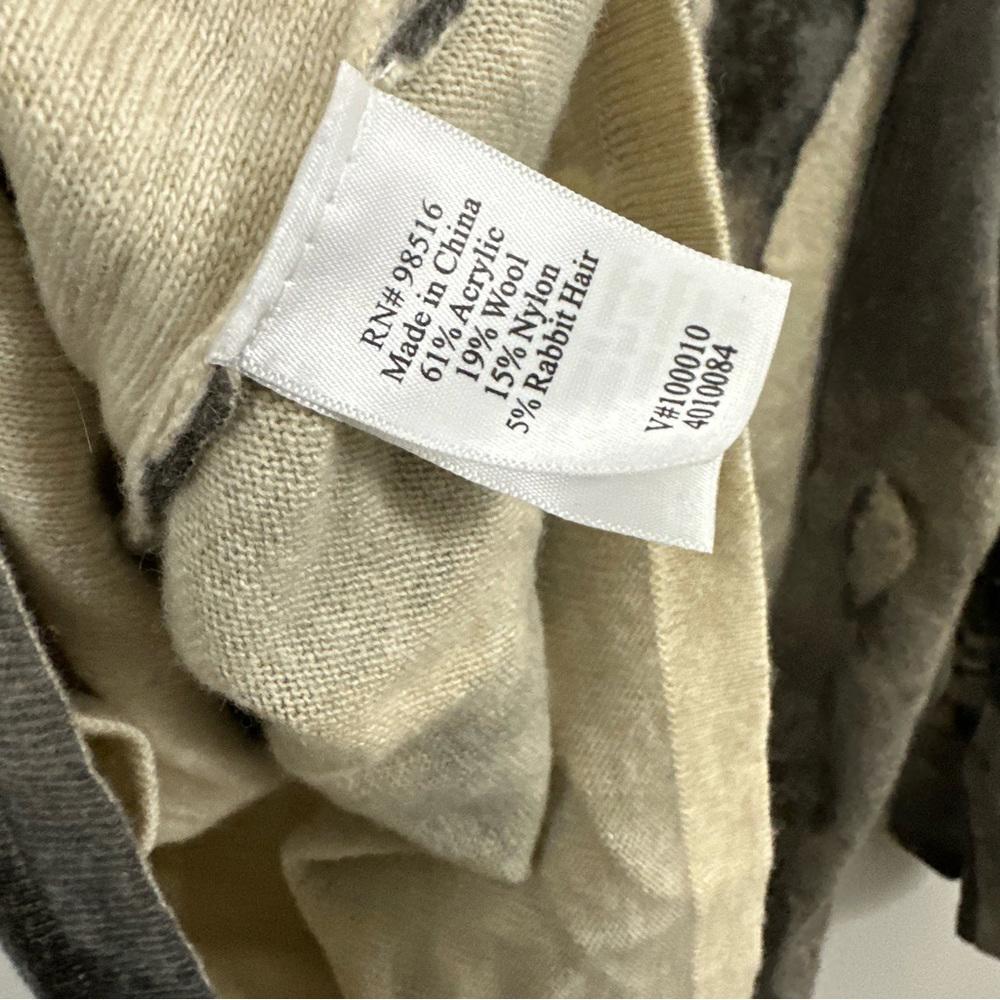 RN# 98516
Made in China
61% Acrylic
19% Wool
15% Nylon
5% Rabbit Hair
V#100010
4010084